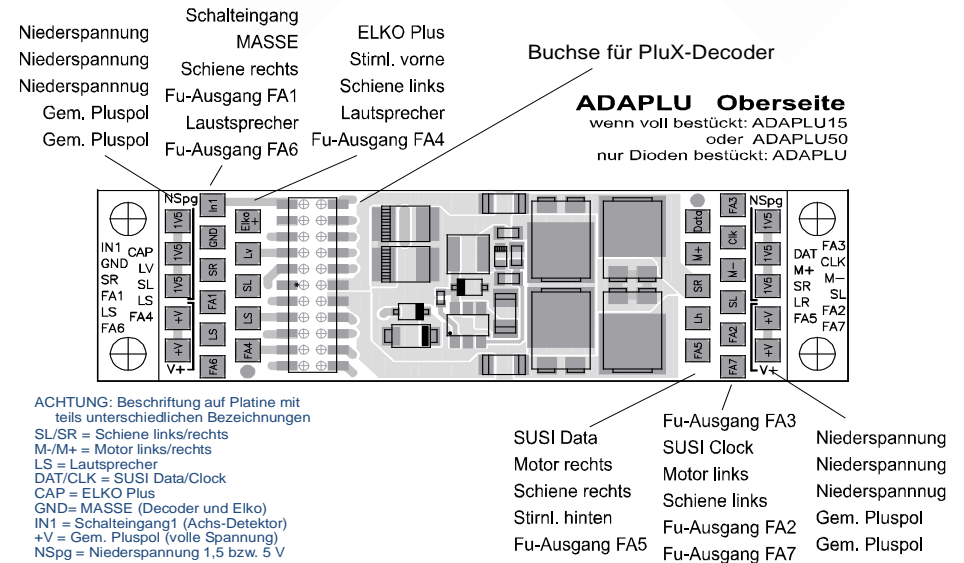 Niederspannung
Niederspannung
Niederspannnug
Gem. Pluspol
Gem. Pluspol
Schalteingang
MASSE
Schiene rechts
Fu-Ausgang FA1
Laustsprecher
Fu-Ausgang FA6
ELKO Plus
Stirnl. vorne
Schiene links
Lautsprecher
Fu-Ausgang FA4
Buchse für PluX-Decoder
ADAPLU Oberseite
wenn voll bestückt: ADAPLU15
oder ADAPLU50
nur Dioden bestückt: ADAPLU
NSpg
1V5
1V5
1V5
+V
+V
V+
IN1
GND
SR
FA1
LS
FA6
CAP
LV
SL
LS
FA4
In1
GND
SR
FA1
LS
FA6
Elko
+
Lv
SL
LS
FA4
Data
M+
SR
Lh
FA5
FA3
Clk
M-
SL
FA2
FA7
NSpg
1V5
1V5
1V5
+V
+V
V+
DAT
M+
SR
LR
FA5
FA3
CLK
M-
SL
FA2
FA7
ACHTUNG: Beschriftung auf Platine mit
teils unterschiedlichen Bezeichnungen
SL/SR = Schiene links/rechts
M-/M+ = Motor links/rechts
LS = Lautsprecher
DAT/CLK = SUSI Data/Clock
CAP = ELKO Plus
GND= MASSE (Decoder und Elko)
IN1 = Schalteingang1 (Achs-Detektor)
+V = Gem. Pluspol (volle Spannung)
NSpg = Niederspannung 1,5 bzw. 5 V
SUSI Data
Motor rechts
Schiene rechts
Stirnl. hinten
Fu-Ausgang FA5
Fu-Ausgang FA3
SUSI Clock
Motor links
Schiene links
Fu-Ausgang FA2
Fu-Ausgang FA7
Niederspannung
Niederspannung
Niederspannnug
Gem. Pluspol
Gem. Pluspol